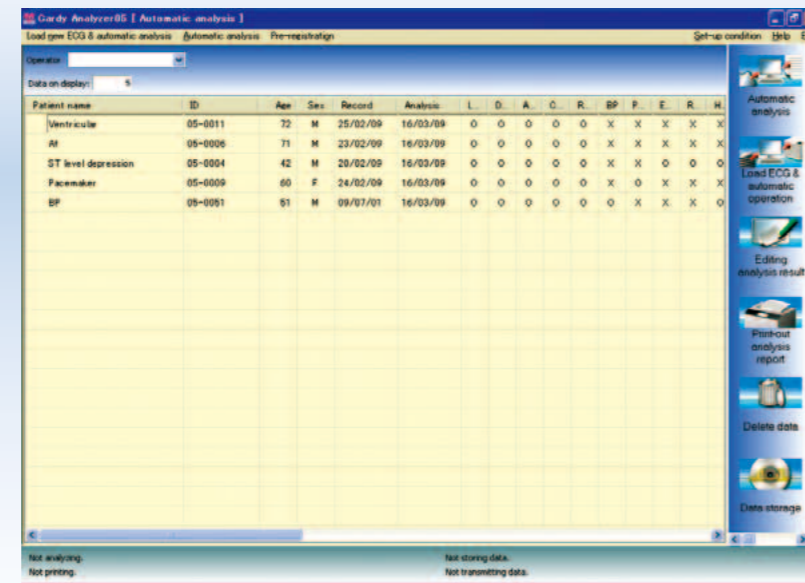 Cardy Analyzer05 [ Automatic analysis ]
Load new ECG & automatic analysis Automatic analysis Pre-registration Set-up condition Help
Operator
Data on display: 5
Patient name ID Age Sex Record Analysis L... D... A... C... R... BP P... E... R... H.
Ventricular 05-0011 72 M 25/02/09 16/03/09 O O O O O X X X X X
Af 05-0006 71 M 23/02/09 16/03/09 O O O O O X X X X X
ST level depression 05-0004 42 M 20/02/09 16/03/09 O O O O O X X O O O
Pacemaker 05-0009 60 F 24/02/09 16/03/09 O O O O O X O X X X
BP 05-0051 51 M 09/07/01 16/03/09 O O O O O O X X X O
Automatic
analysis
Load ECG &
automatic
operation
Editing
analysis result
Print-out
analysis
report
Delete data
Data storage
Not analyzing. Not storing data.
Not printing. Not transmitting data.